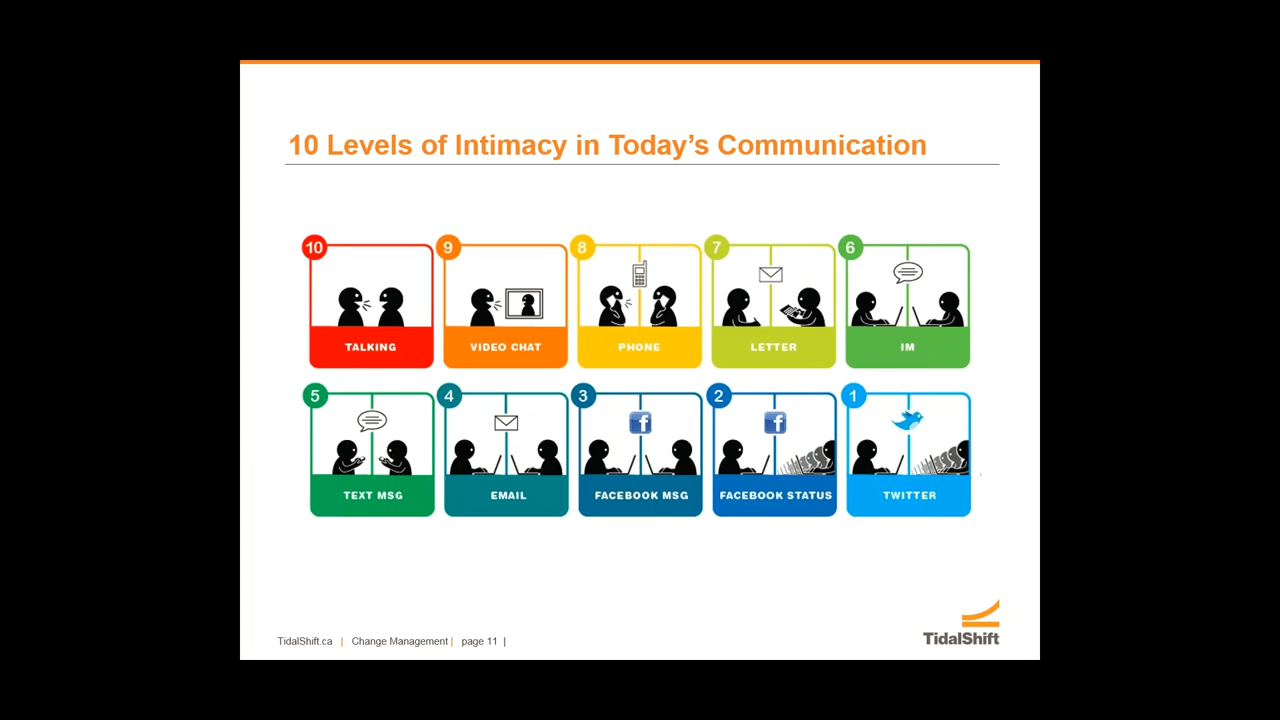 10 Levels of Intimacy in Today's Communication
10 9 8 7 6
TALKING VIDEO CHAT PHONE LETTER IM
5 4 3 2 1
f f
TEXT MSG EMAIL FACEBOOK MSG FACEBOOK STATUS TWITTER
TidalShift
TidalShift.ca | Change Management | page 11 |